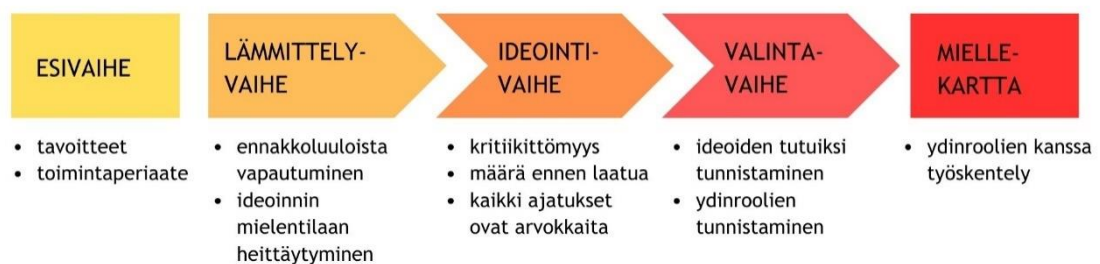 ESIVAIHE
LÄMMITTELY-
VAIHE
IDEOINTI-
VAIHE
VALINTA-
VAIHE
MIELLE-
KARTTA
• tavoitteet
• toimintaperiaate
• ennakkoluuloista
vapautuminen
• ideoinnin
mielentilaan
heittäytyminen
• kritiikittömyys
• määrä ennen laatua
• kaikki ajatukset
ovat arvokkaita
• ideoiden tutuiksi
tunnistaminen
• ydinroolien
tunnistaminen
• ydinroolien kanssa
työskentely